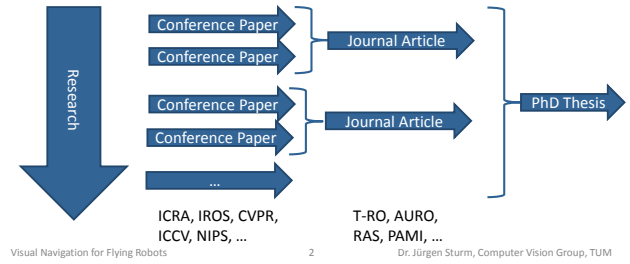 Research
Conference Paper
Conference Paper
Journal Article
Conference Paper
Conference Paper
Journal Article
PhD Thesis
...
ICRA, IROS, CVPR,
ICCV, NIPS, ...
T-RO, AURO,
RAS, PAMI, ...
Visual Navigation for Flying Robots
2
Dr. Jürgen Sturm, Computer Vision Group, TUM